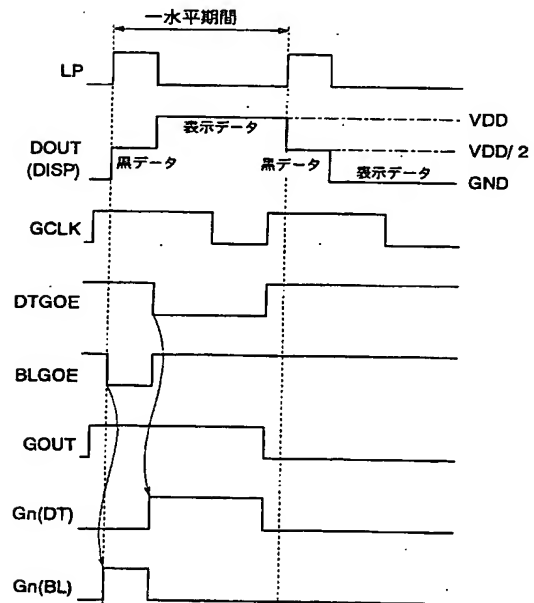 一水平期間
LP
VDD
表示データ
DOUT
(DISP)
黒データ
黒データ
VDD/2
表示データ
GND
GCLK
DTGOE
BLGOE
GOUT
Gn(DT)
Gn(BL)